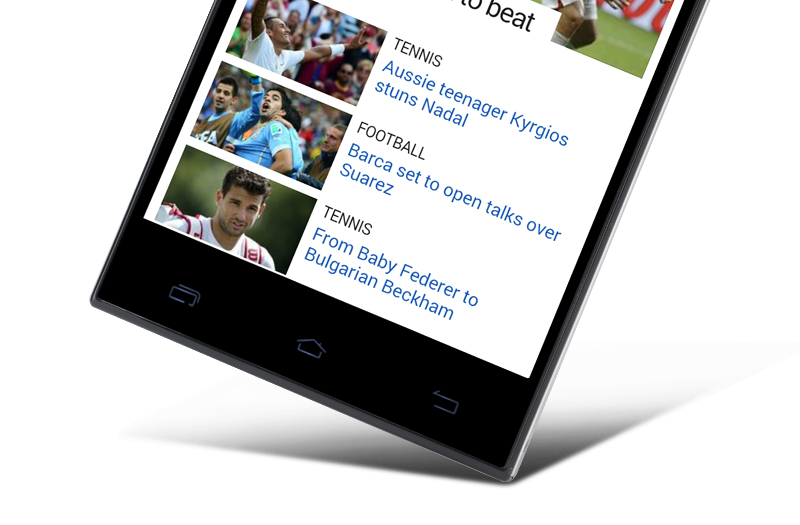 to beat
TENNIS
Aussie teenager Kyrgios
stuns Nadal
FOOTBALL
Barca set to open talks over
Suarez
TENNIS
From Baby Federer to
Bulgarian Beckham